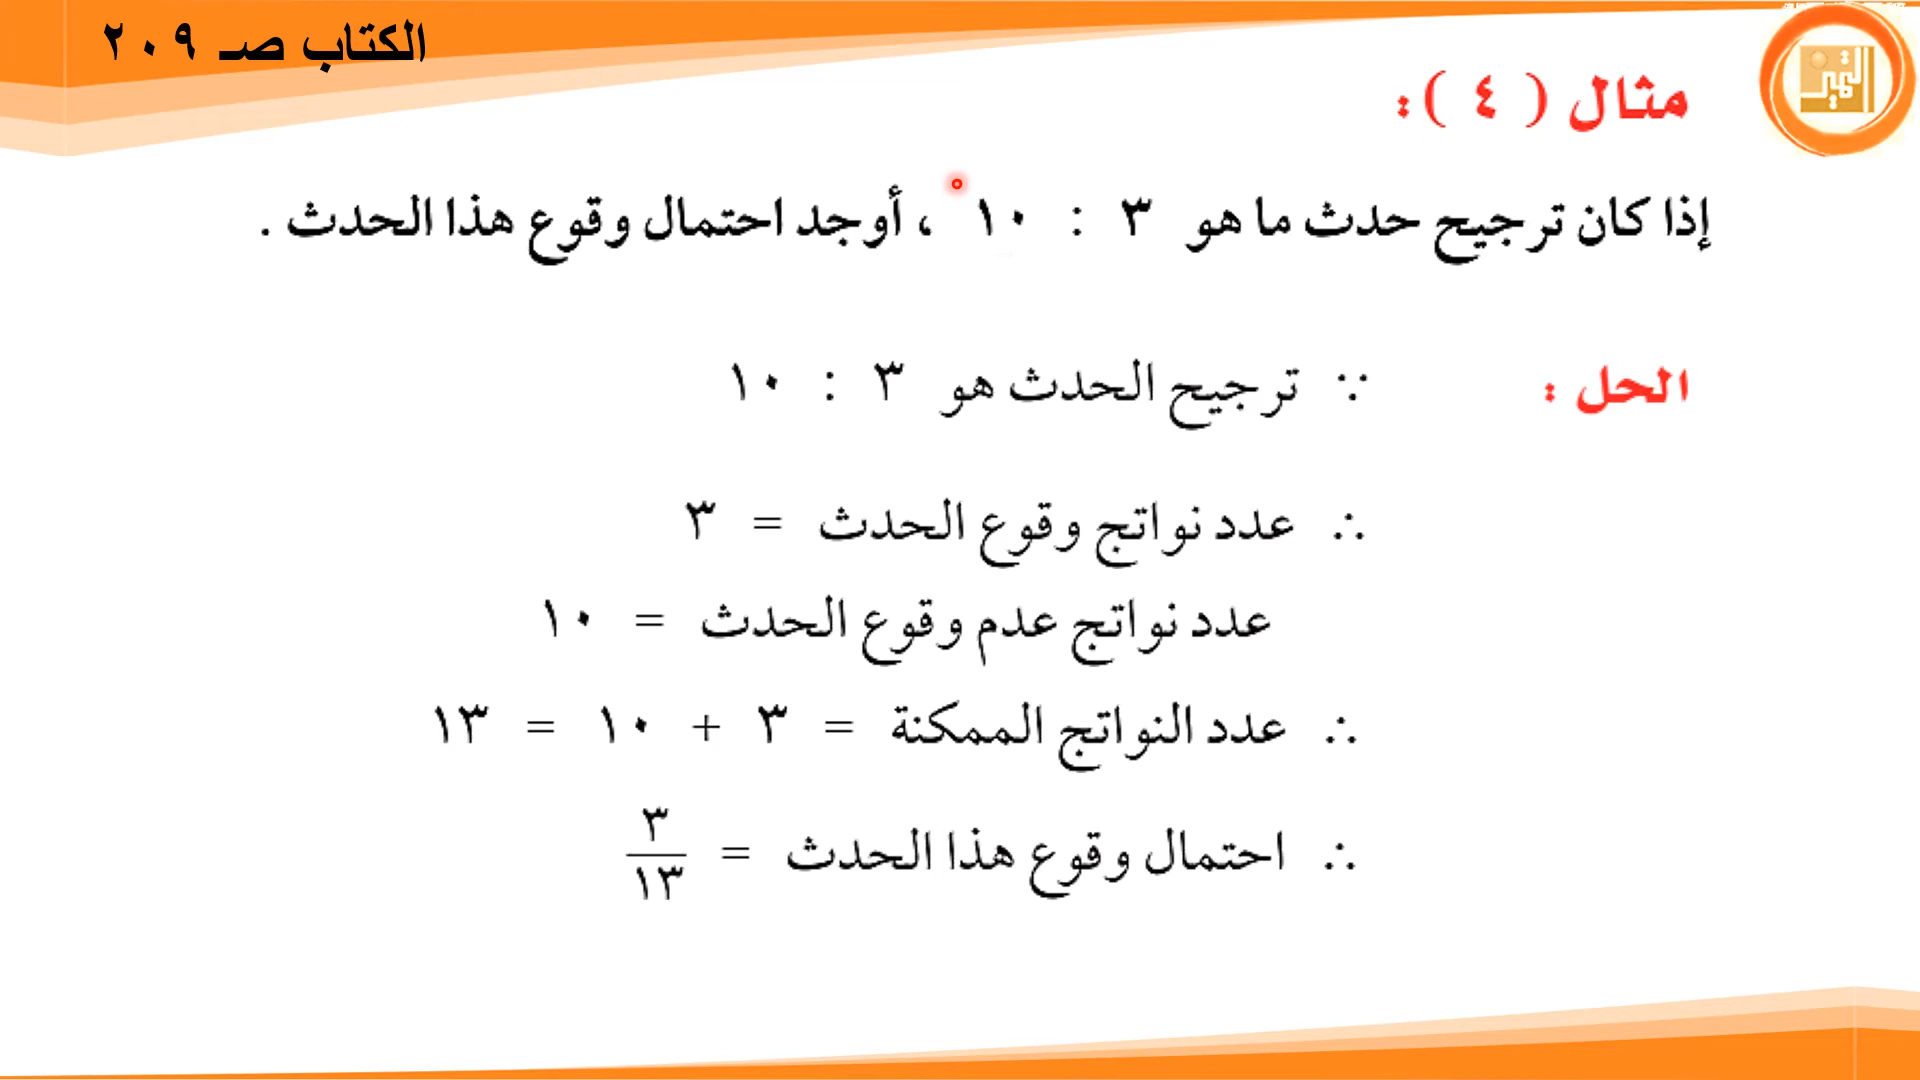 الكتاب صـ ٢٠٩
التميز
مثال ( ٤ ) :
إذا كان ترجيح حدث ما هو ٣ : ١٠ ، أوجد احتمال وقوع هذا الحدث .
الحل : ∵ ترجيح الحدث هو ٣ : ١٠
∴ عدد نواتج وقوع الحدث = ٣
عدد نواتج عدم وقوع الحدث = ١٠
∴ عدد النواتج الممكنة = ٣ + ١٠ = ١٣
∴ احتمال وقوع هذا الحدث = ٣/١٣